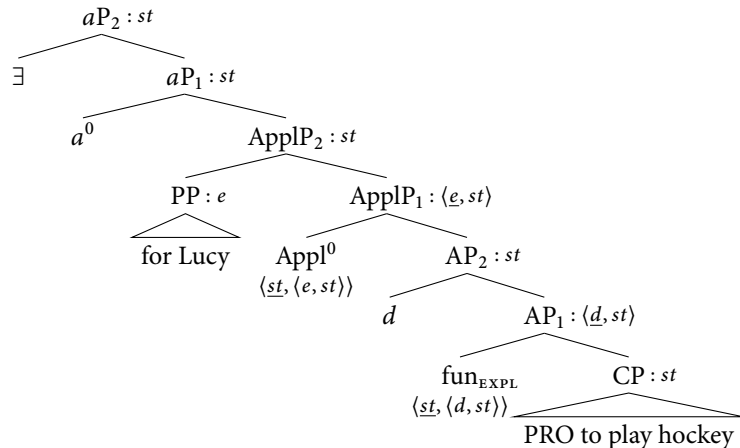 aP₂ : st
∃ aP₁ : st
a⁰ ApplP₂ : st
PP : e ApplP₁ : ⟨e, st⟩
for Lucy Appl⁰ AP₂ : st
⟨st, ⟨e, st⟩⟩ d AP₁ : ⟨d, st⟩
fun_EXPL CP : st
⟨st, ⟨d, st⟩⟩
PRO to play hockey